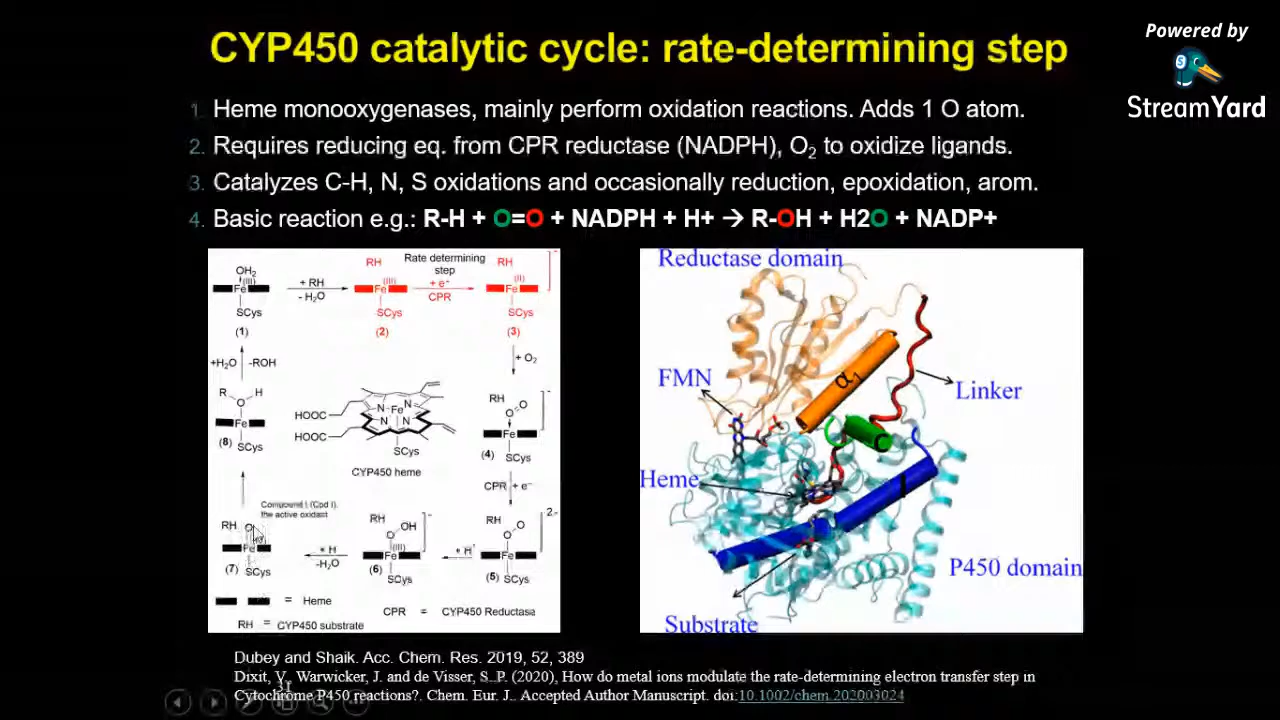 CYP450 catalytic cycle: rate-determining step
Powered by
StreamYard
1. Heme monooxygenases, mainly perform oxidation reactions. Adds 1 O atom.
2. Requires reducing eq. from CPR reductase (NADPH), O₂ to oxidize ligands.
3. Catalyzes C-H, N, S oxidations and occasionally reduction, epoxidation, arom.
4. Basic reaction e.g.: R-H + O=O + NADPH + H+ → R-OH + H2O + NADP+
OH₂
Fe (III)
SCys
(1)
+ RH
- H₂O
RH
Fe (III)
SCys
(2)
Rate determining
step
+ e⁻
CPR
RH
Fe (II)
SCys
(3)
-
+H₂O -ROH
+ O₂
R O H
Fe
SCys
(8)
HOOC
HOOC
N N N N
Fe
SCys
CYP450 heme
RH
O O
Fe
SCys
(4)
-
CPR + e⁻
Compound I (Cpd I),
the active oxidant
RH O
Fe
SCys
(7)
+ H
-H₂O
RH
O OH
Fe (III)
SCys
(6)
-
+ H⁺
RH
O O
Fe
SCys
(5)
2-
= Heme
CPR = CYP450 Reductase
RH = CYP450 substrate
Reductase domain
α1
FMN
Linker
C
Heme
I
P450 domain
Substrate
Dubey and Shaik. Acc. Chem. Res. 2019, 52, 389
Dixit, V., Warwicker, J. and de Visser, S. P. (2020), How do metal ions modulate the rate-determining electron transfer step in
Cytochrome P450 reactions?. Chem. Eur. J.. Accepted Author Manuscript. doi:10.1002/chem.202003024